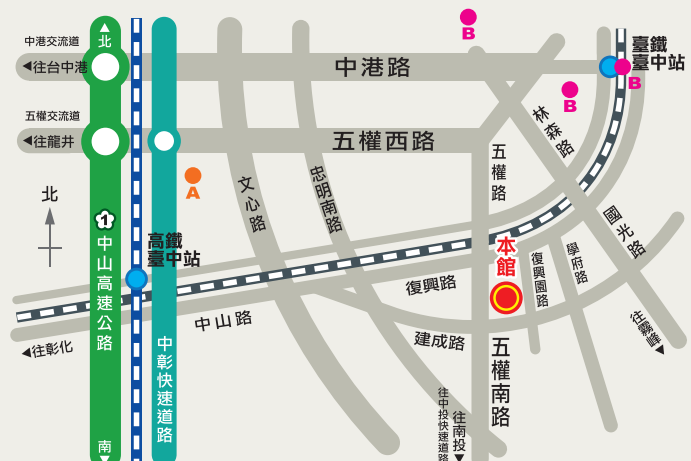 北
中港交流道
◀往台中港
中港路
B
臺鐵
臺中站
B
B
五權交流道
◀往龍井
五權西路
林森路
五權路
A
文心路
忠明南路
北
1
中山高速公路
高鐵
臺中站
國光路
本館
學府路
復興園路
復興路
中山路
往霧峰▶
◀往彰化
中彰快速道路
建成路
五權南路
往中投快速道路
往南投▼
南